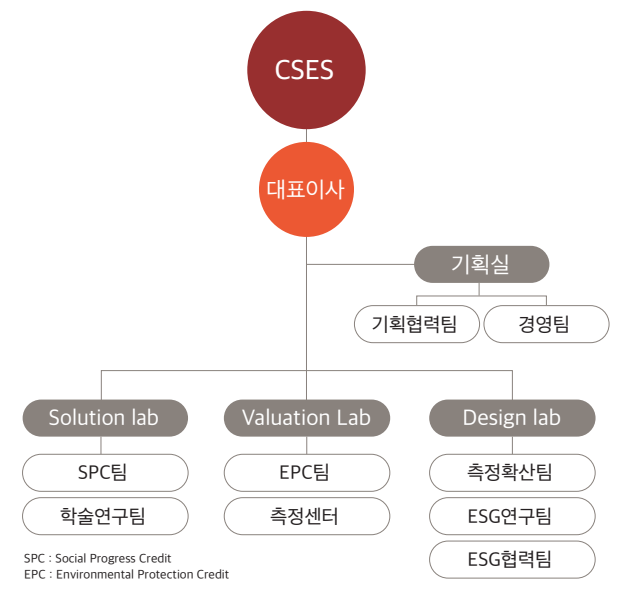 CSES
대표이사
기획실
기획협력팀
경영팀
Solution lab
Valuation Lab
Design lab
SPC팀
EPC팀
측정확산팀
학술연구팀
측정센터
ESG연구팀
ESG협력팀
SPC : Social Progress Credit
EPC : Environmental Protection Credit